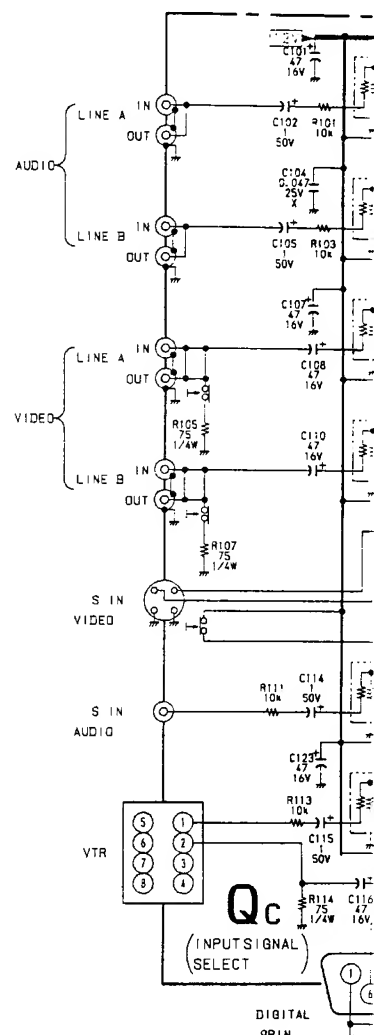 C101
47
16V
LINE A
IN
OUT
C102
1
50V
R101
10k
AUDIO
C104
0.047
25V
X
LINE B
IN
OUT
C105
1
50V
R103
10k
C107
47
16V
LINE A
IN
OUT
C108
47
16V
VIDEO
R105
75
1/4W
C110
47
16V
LINE B
IN
OUT
R107
75
1/4W
S IN
VIDEO
R111
10k
C114
1
50V
S IN
AUDIO
C123
47
16V
R113
10k
C115
1
50V
VTR
5 1
6 2
7 3
8 4
R114
75
1/4W
C116
47
16V
QC
(INPUT SIGNAL
SELECT)
1
6
DIGITAL